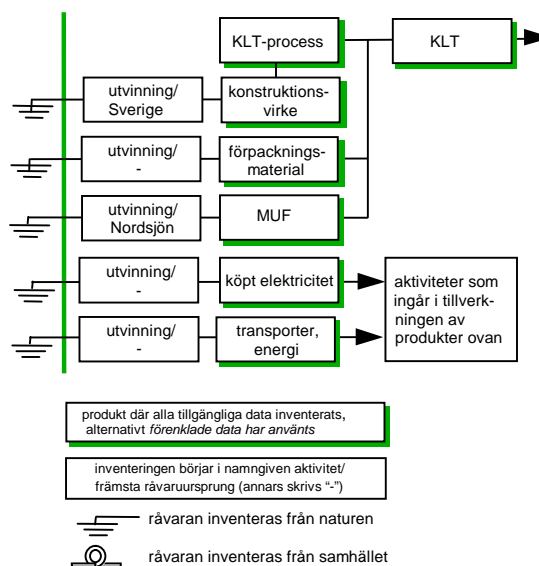 KLT-process
KLT
utvinning/
Sverige
konstruktions-
virke
utvinning/
-
förpacknings-
material
utvinning/
Nordsjön
MUF
utvinning/
-
köpt elektricitet
aktiviteter som
ingår i tillverk-
ningen av
produkter ovan
utvinning/
-
transporter,
energi
produkt där alla tillgängliga data inventerats,
alternativt förenklade data har använts
inventeringen börjar i namngiven aktivitet/
främsta råvaruursprung (annars skrivs “-”)
råvaran inventeras från naturen
råvaran inventeras från samhället